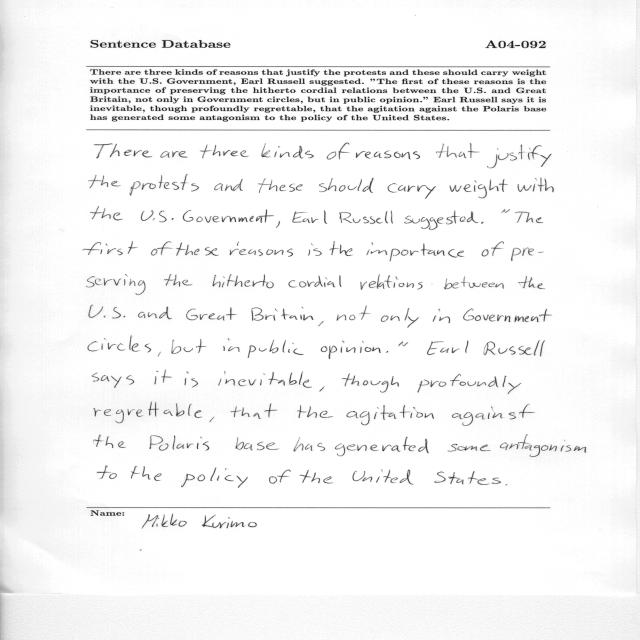 Sentence Database A04-092
There are three kinds of reasons that justify the protests and these should carry weight
with the U.S. Government, Earl Russell suggested. "The first of these reasons is the
importance of preserving the hitherto cordial relations between the U.S. and Great
Britain, not only in Government circles, but in public opinion." Earl Russell says it is
inevitable, though profoundly regrettable, that the agitation against the Polaris base
has generated some antagonism to the policy of the United States.
There are three kinds of reasons that justify
the protests and these should carry weight with
the U.S. Government, Earl Russell suggested. "The
first of these reasons is the importance of pre-
serving the hitherto cordial relations between the
U.S. and Great Britain, not only in Government
circles, but in public opinion." Earl Russell
says it is inevitable, though profoundly
regrettable, that the agitation against
the Polaris base has generated some antagonism
to the policy of the United States.
Name: Mikko Kurimo